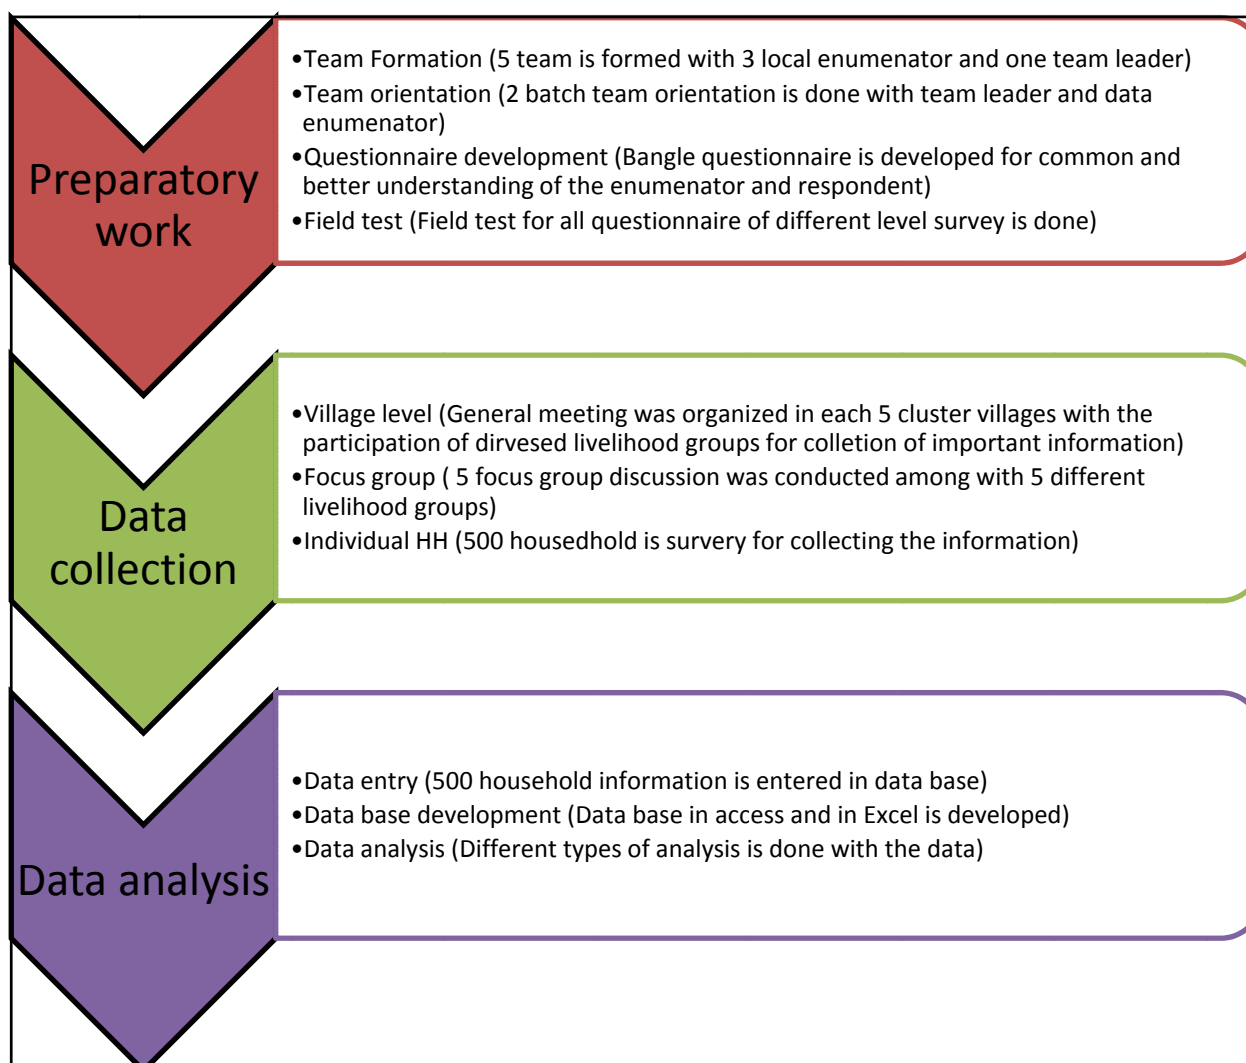 Preparatory
work
•Team Formation (5 team is formed with 3 local enumenator and one team leader)
•Team orientation (2 batch team orientation is done with team leader and data
enumenator)
•Questionnaire development (Bangle questionnaire is developed for common and
better understanding of the enumenator and respondent)
•Field test (Field test for all questionnaire of different level survey is done)
Data
collection
•Village level (General meeting was organized in each 5 cluster villages with the
participation of dirvesed livelihood groups for colletion of important information)
•Focus group ( 5 focus group discussion was conducted among with 5 different
livelihood groups)
•Individual HH (500 housedhold is survery for collecting the information)
Data analysis
•Data entry (500 household information is entered in data base)
•Data base development (Data base in access and in Excel is developed)
•Data analysis (Different types of analysis is done with the data)